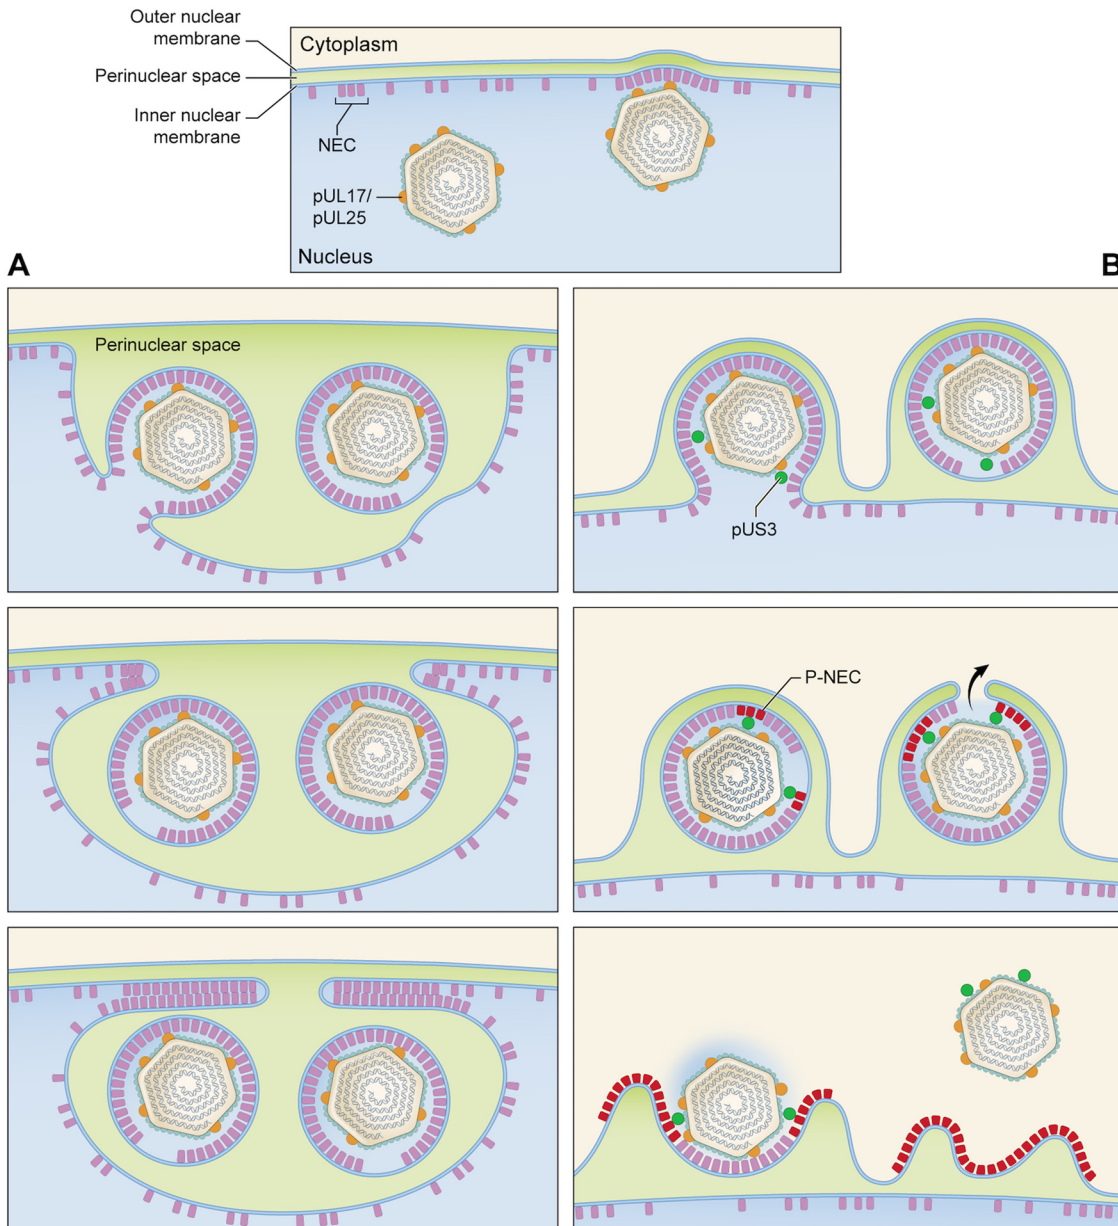 Outer nuclear
membrane
Cytoplasm
Perinuclear space
Inner nuclear
membrane
NEC
pUL17/
pUL25
Nucleus
A
B
Perinuclear space
pUS3
P-NEC